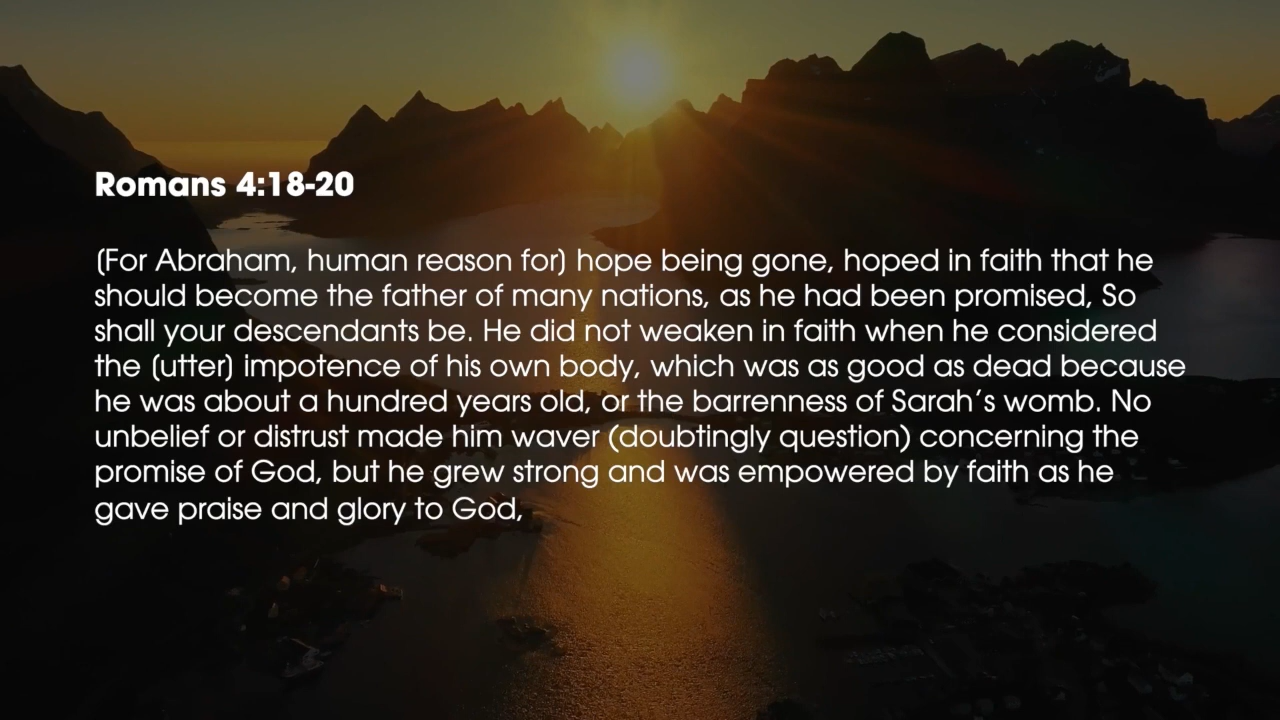 Romans 4:18-20
(For Abraham, human reason for) hope being gone, hoped in faith that he
should become the father of many nations, as he had been promised, So
shall your descendants be. He did not weaken in faith when he considered
the (utter) impotence of his own body, which was as good as dead because
he was about a hundred years old, or the barrenness of Sarah’s womb. No
unbelief or distrust made him waver (doubtingly question) concerning the
promise of God, but he grew strong and was empowered by faith as he
gave praise and glory to God,